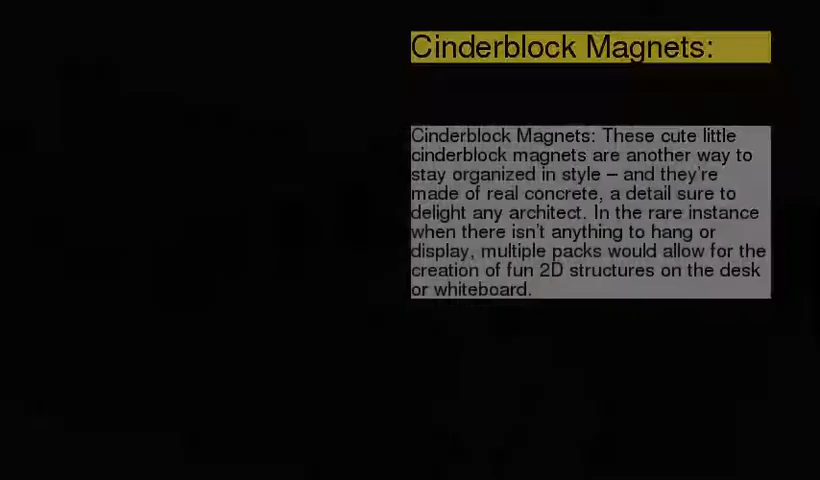 Cinderblock Magnets:
Cinderblock Magnets: These cute little
cinderblock magnets are another way to
stay organized in style – and they're
made of real concrete, a detail sure to
delight any architect. In the rare instance
when there isn't anything to hang or
display, multiple packs would allow for the
creation of fun 2D structures on the desk
or whiteboard.